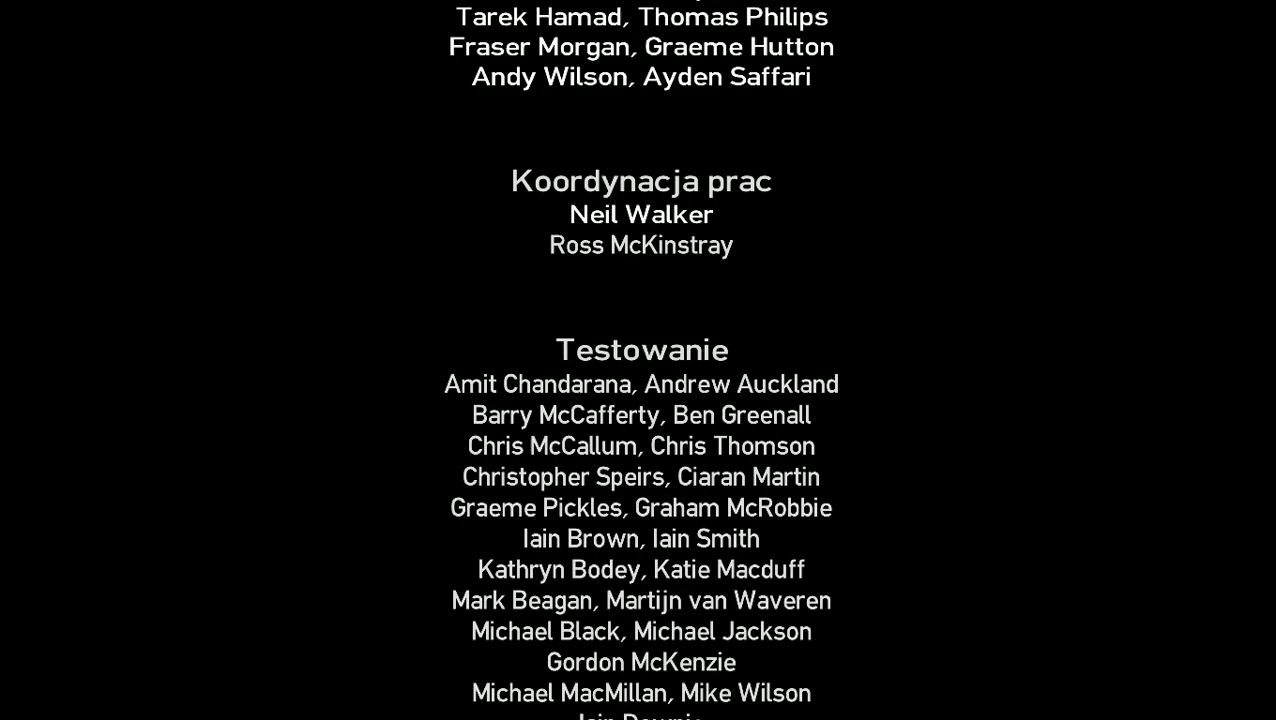 Tarek Hamad, Thomas Philips
Fraser Morgan, Graeme Hutton
Andy Wilson, Ayden Saffari
Koordynacja prac
Neil Walker
Ross McKinstray
Testowanie
Amit Chandarana, Andrew Auckland
Barry McCafferty, Ben Greenall
Chris McCallum, Chris Thomson
Christopher Speirs, Ciaran Martin
Graeme Pickles, Graham McRobbie
Iain Brown, Iain Smith
Kathryn Bodey, Katie Macduff
Mark Beagan, Martijn van Waveren
Michael Black, Michael Jackson
Gordon McKenzie
Michael MacMillan, Mike Wilson